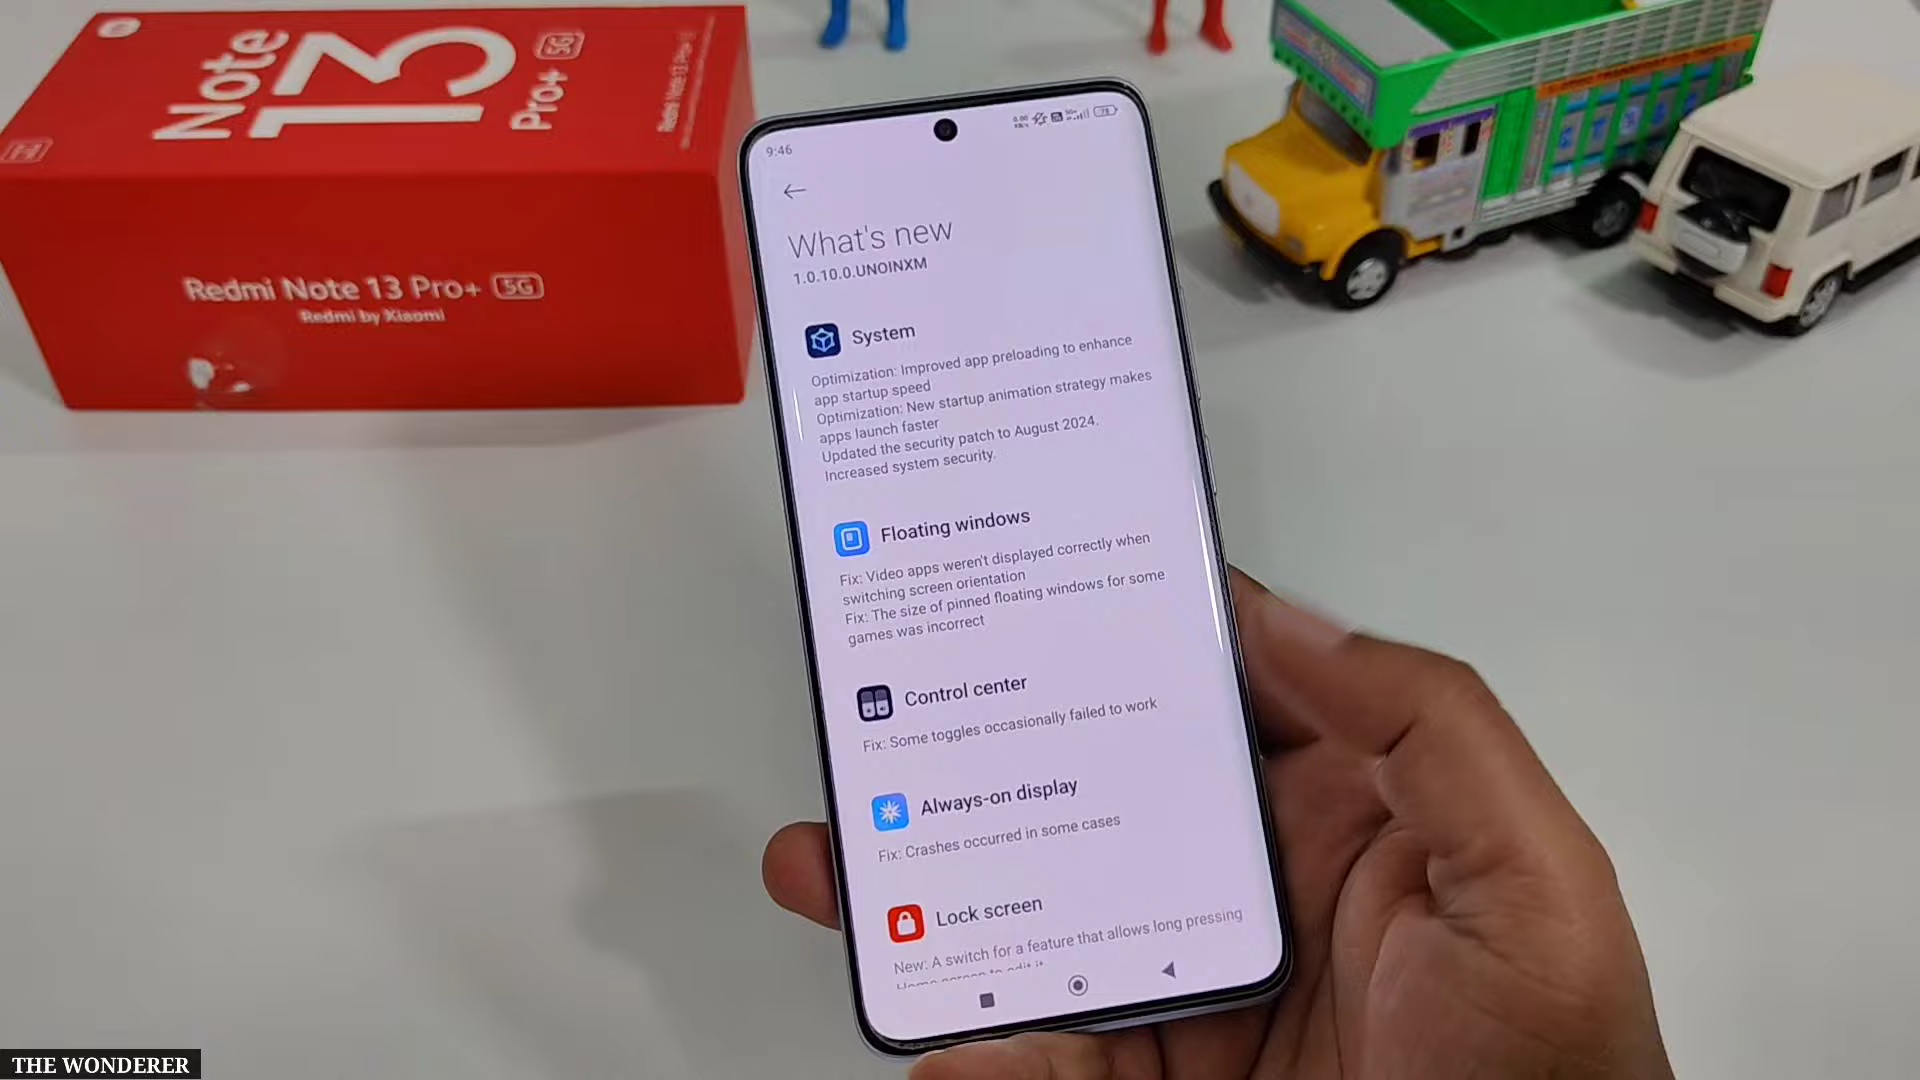 Note
13
Pro+ 5G
Redmi Note 13 Pro+ 5G
Redmi by Xiaomi
9:46
What's new
1.0.10.0.UNOINXM
System
Optimization: Improved app preloading to enhance
app startup speed
Optimization: New startup animation strategy makes
apps launch faster
Updated the security patch to August 2024.
Increased system security.
Floating windows
Fix: Video apps weren't displayed correctly when
switching screen orientation
Fix: The size of pinned floating windows for some
games was incorrect
Control center
Fix: Some toggles occasionally failed to work
Always-on display
Fix: Crashes occurred in some cases
Lock screen
New: A switch for a feature that allows long pressing
THE WONDERER